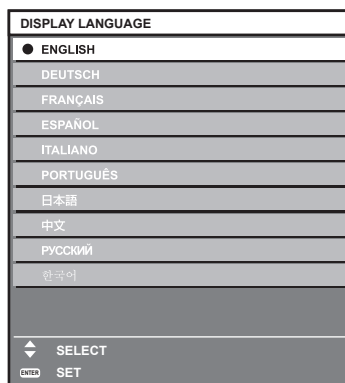 DISPLAY LANGUAGE
ENGLISH
DEUTSCH
FRANÇAIS
ESPAÑOL
ITALIANO
PORTUGUÊS
日本語
中文
РУССКИЙ
한국어
SELECT
ENTER SET